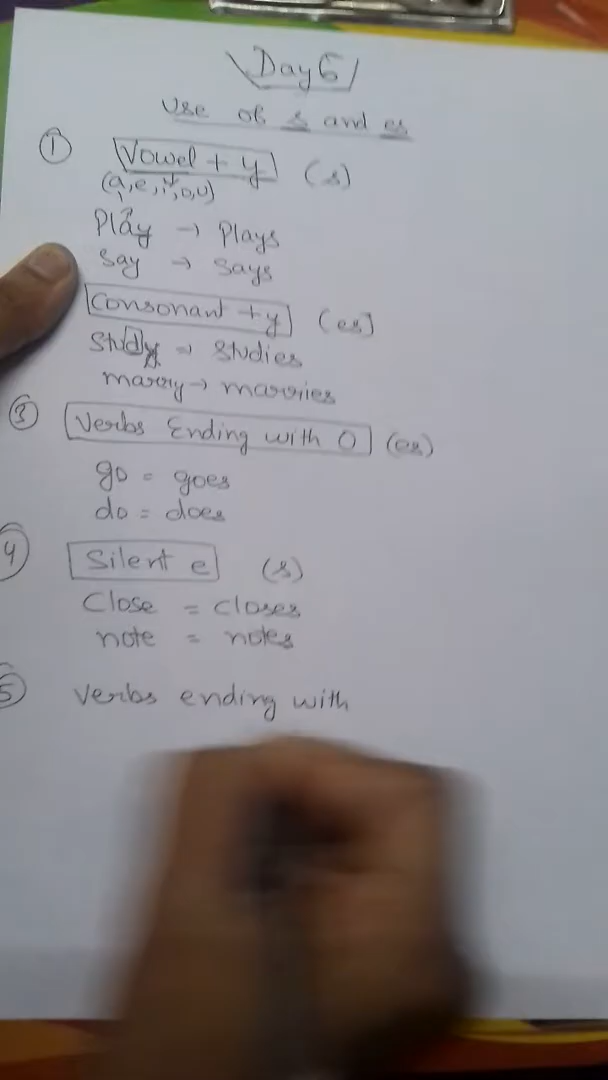 Day 6
Use of s and es
① Vowel + y (s)
(a, e, i, o, u)
Play → Plays
Say → Says
Consonant + y (es)
Study → Studies
marry → marries
③ Verbs Ending with O (es)
go = goes
do = does
④ Silent e (s)
Close = closes
note = notes
⑤ Verbs ending with